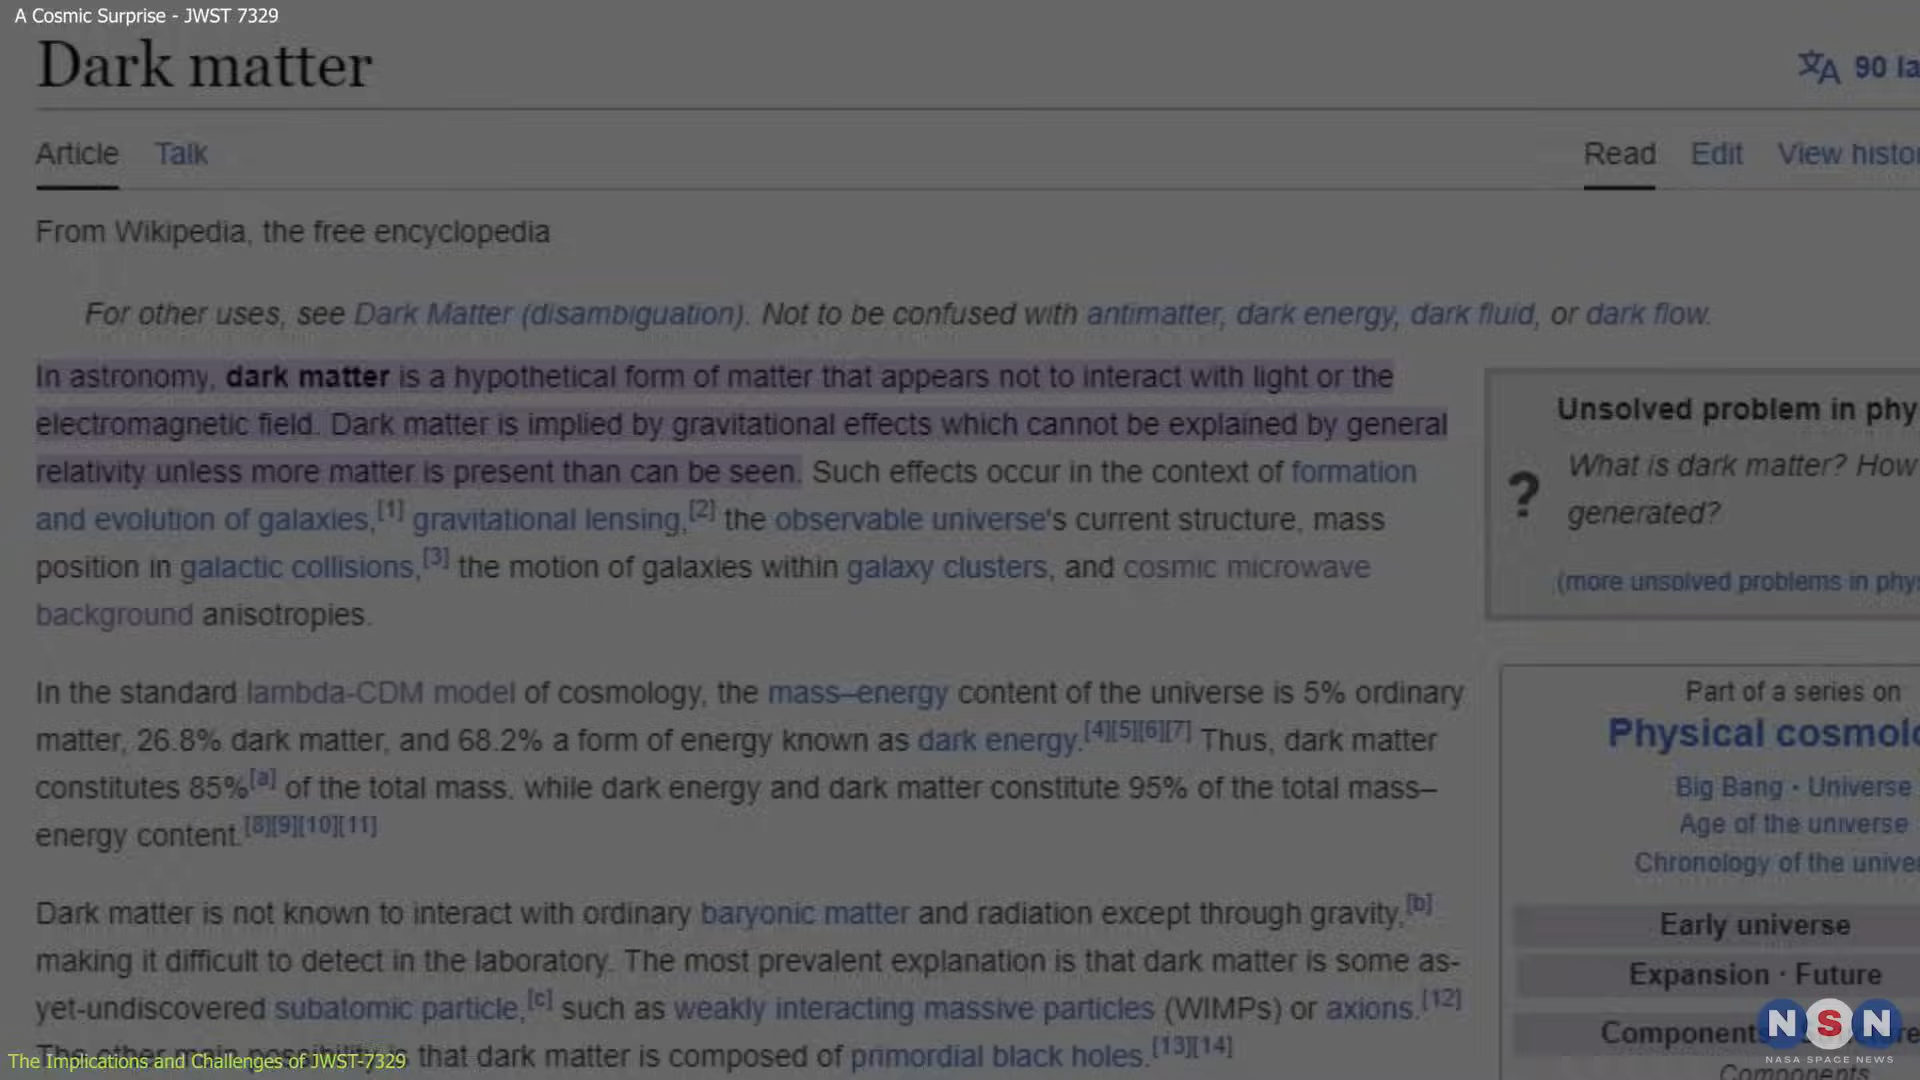 A Cosmic Surprise - JWST 7329
Dark matter
90 la
Article Talk
Read Edit View histor
From Wikipedia, the free encyclopedia
For other uses, see Dark Matter (disambiguation). Not to be confused with antimatter, dark energy, dark fluid, or dark flow.
In astronomy, dark matter is a hypothetical form of matter that appears not to interact with light or the
electromagnetic field. Dark matter is implied by gravitational effects which cannot be explained by general
relativity unless more matter is present than can be seen. Such effects occur in the context of formation
and evolution of galaxies,[1] gravitational lensing,[2] the observable universe's current structure, mass
position in galactic collisions,[3] the motion of galaxies within galaxy clusters, and cosmic microwave
background anisotropies.
In the standard lambda-CDM model of cosmology, the mass–energy content of the universe is 5% ordinary
matter, 26.8% dark matter, and 68.2% a form of energy known as dark energy.[4][5][6][7] Thus, dark matter
constitutes 85%[a] of the total mass, while dark energy and dark matter constitute 95% of the total mass–
energy content.[8][9][10][11]
Dark matter is not known to interact with ordinary baryonic matter and radiation except through gravity,[b]
making it difficult to detect in the laboratory. The most prevalent explanation is that dark matter is some as-
yet-undiscovered subatomic particle,[c] such as weakly interacting massive particles (WIMPs) or axions.[12]
that dark matter is composed of primordial black holes.[13][14]
Unsolved problem in phy
?
What is dark matter? How
generated?
(more unsolved problems in phys
Part of a series on
Physical cosmolo
Big Bang · Universe
Age of the universe
Chronology of the unive
Early universe
Expansion · Future
Components
Components
The Implications and Challenges of JWST-7329
NSN
NASA SPACE NEWS